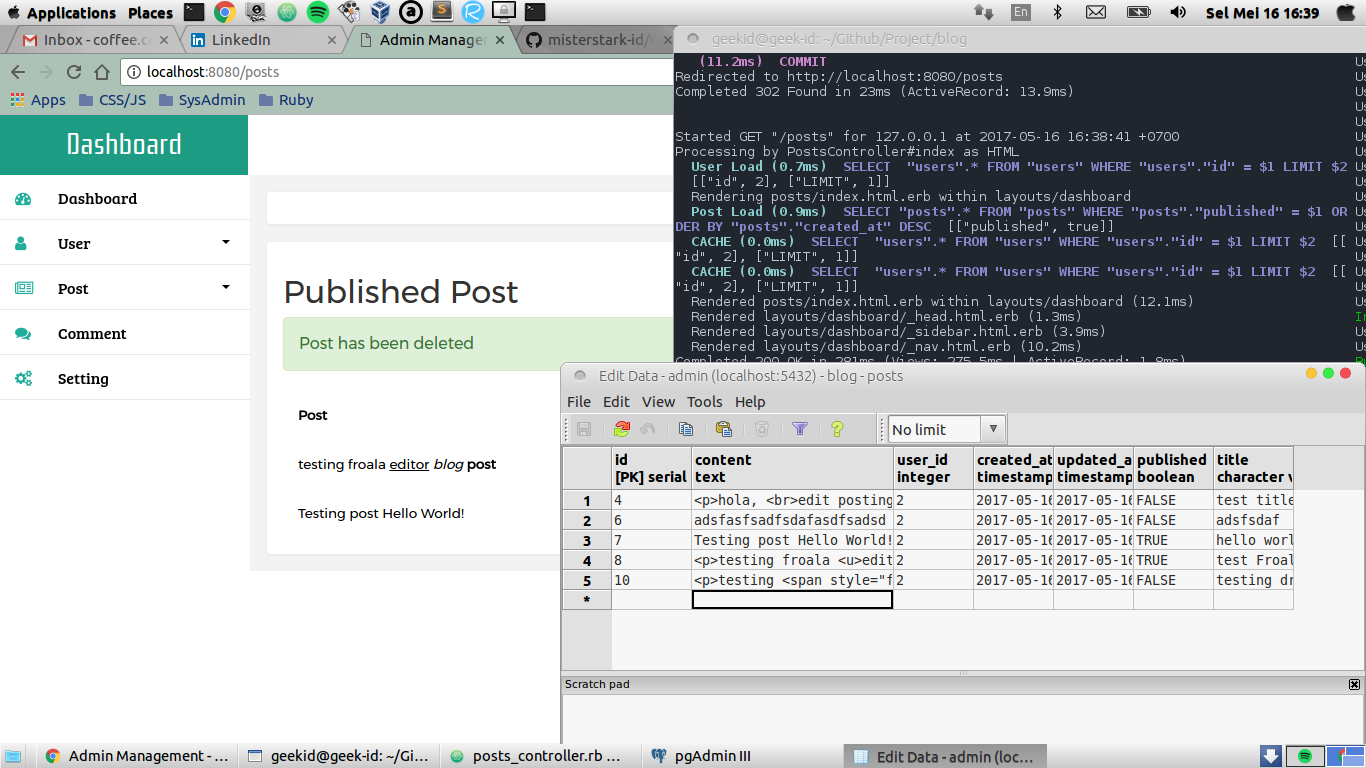 Applications Places
En
Sel Mei 16 16:39
Inbox - coffee.c
LinkedIn
Admin Manage
misterstark-id/
localhost:8080/posts
Apps CSS/JS SysAdmin Ruby
Dashboard
Dashboard
User
Post
Comment
Setting
Published Post
Post has been deleted
Post
testing froala editor blog post
Testing post Hello World!
geekid@geek-id: ~/Github/Project/blog
(11.2ms) COMMIT
Redirected to http://localhost:8080/posts
Completed 302 Found in 23ms (ActiveRecord: 13.9ms)
Started GET "/posts" for 127.0.0.1 at 2017-05-16 16:38:41 +0700
Processing by PostsController#index as HTML
User Load (0.7ms) SELECT "users".* FROM "users" WHERE "users"."id" = $1 LIMIT $2
[["id", 2], ["LIMIT", 1]]
Rendering posts/index.html.erb within layouts/dashboard
Post Load (0.9ms) SELECT "posts".* FROM "posts" WHERE "posts"."published" = $1 OR
DER BY "posts"."created_at" DESC [["published", true]]
CACHE (0.0ms) SELECT "users".* FROM "users" WHERE "users"."id" = $1 LIMIT $2 [[
"id", 2], ["LIMIT", 1]]
CACHE (0.0ms) SELECT "users".* FROM "users" WHERE "users"."id" = $1 LIMIT $2 [[
"id", 2], ["LIMIT", 1]]
Rendered posts/index.html.erb within layouts/dashboard (12.1ms)
Rendered layouts/dashboard/_head.html.erb (1.3ms)
Rendered layouts/dashboard/_sidebar.html.erb (3.9ms)
Rendered layouts/dashboard/_nav.html.erb (10.2ms)
Completed 200 OK in 281ms (Views: 275.5ms | ActiveRecord: 1.8ms)
Edit Data - admin (localhost:5432) - blog - posts
File Edit View Tools Help
No limit
id content user_id created_at updated_a published title
[PK] serial text integer timestamp timestamp boolean character v
1 4 <p>hola, <br>edit posting 2 2017-05-16 2017-05-16 FALSE test title
2 6 adsfasfsadfsdafasdfsadsd 2 2017-05-16 2017-05-16 FALSE adsfsdaf
3 7 Testing post Hello World! 2 2017-05-16 2017-05-16 TRUE hello worl
4 8 <p>testing froala <u>edit 2 2017-05-16 2017-05-16 TRUE test Froal
5 10 <p>testing <span style="f 2 2017-05-16 2017-05-16 FALSE testing dr
*
Scratch pad
Admin Management - ...
geekid@geek-id: ~/Gi...
posts_controller.rb ...
pgAdmin III
Edit Data - admin (loc...